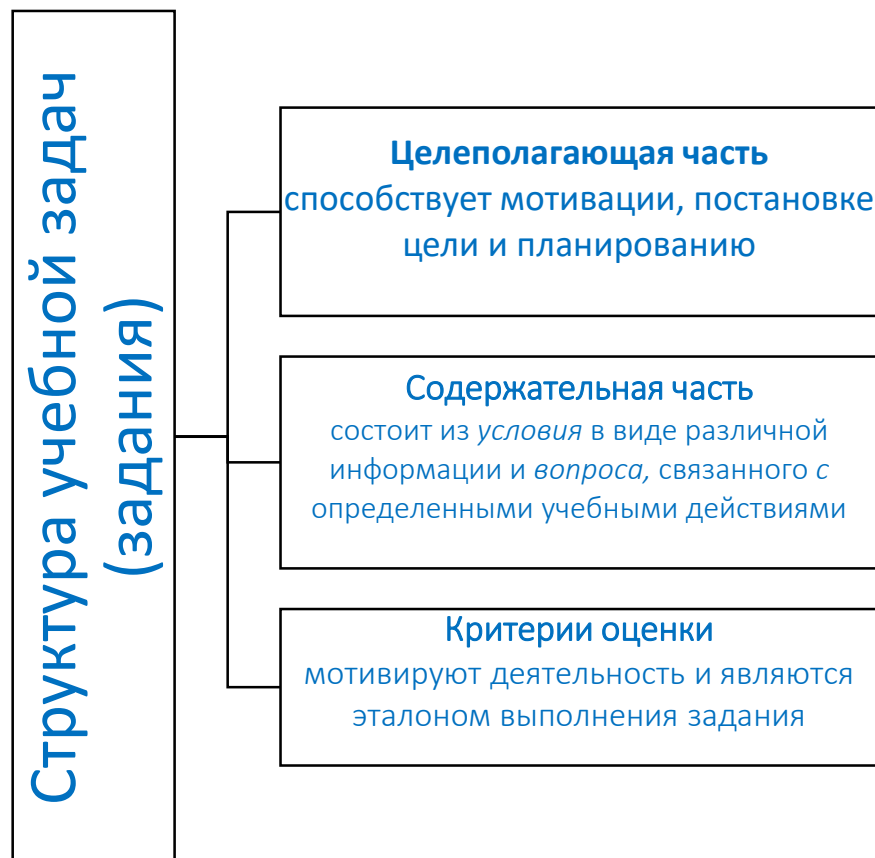 Структура учебной задач
(задания)
Целеполагающая часть
способствует мотивации, постановке
цели и планированию
Содержательная часть
состоит из условия в виде различной
информации и вопроса, связанного с
определенными учебными действиями
Критерии оценки
мотивируют деятельность и являются
эталоном выполнения задания